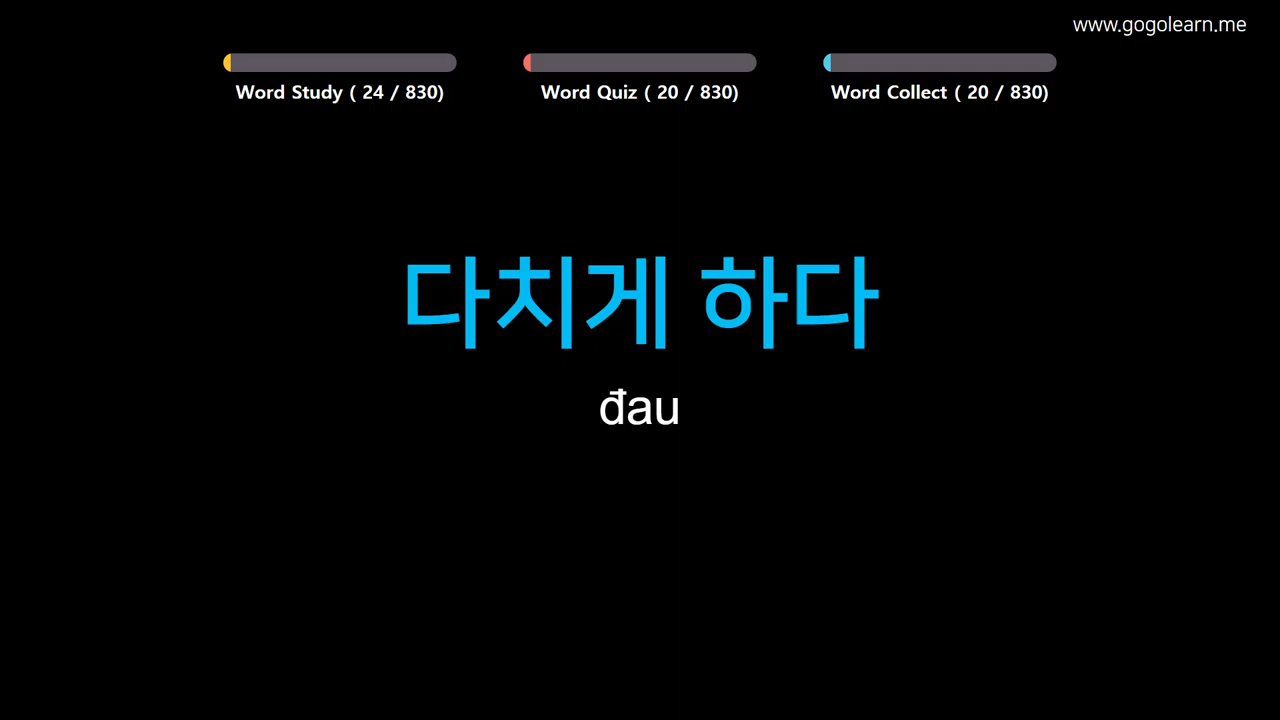 www.gogolearn.me
Word Study ( 24 / 830)
Word Quiz ( 20 / 830)
Word Collect ( 20 / 830)
다치게 하다
đau